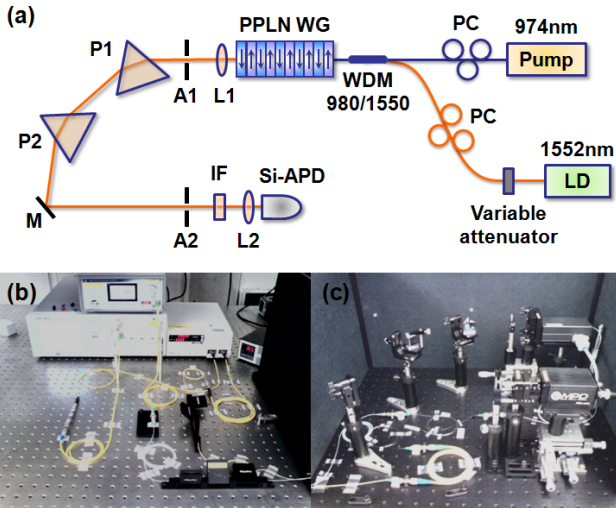 (a)
PPLN WG
PC
974nm
Pump
P1
A1
L1
WDM
980/1550
PC
P2
1552nm
LD
IF
Si-APD
Variable
attenuator
M
A2
L2
(b)
(c)
MPD